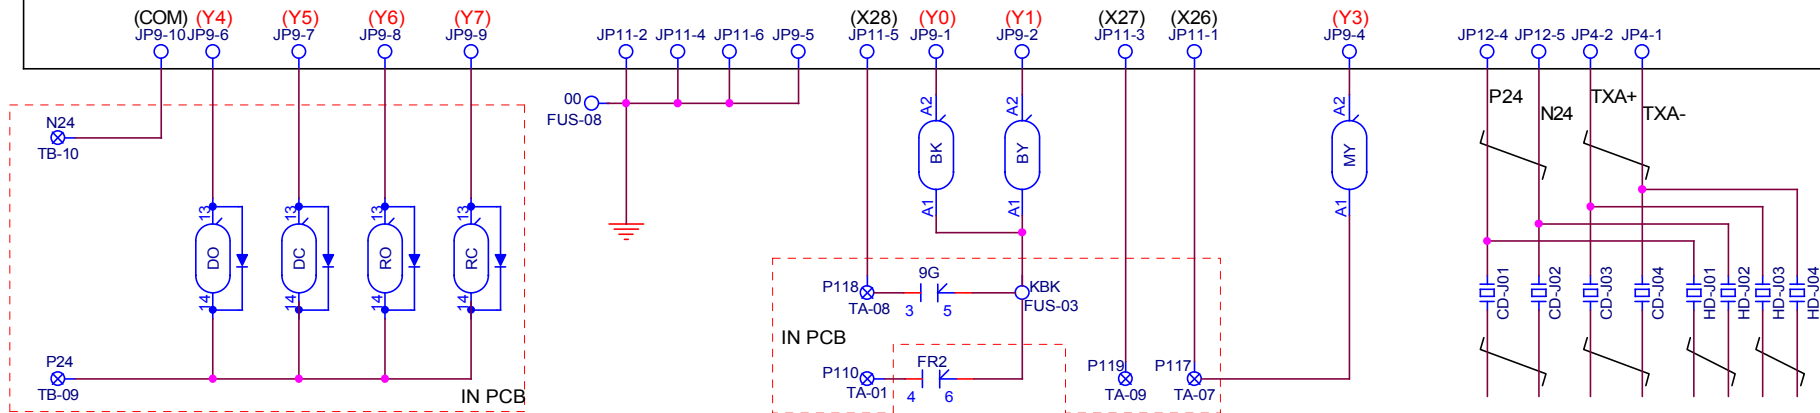 (COM) (Y4) (Y5) (Y6) (Y7) (X28) (Y0) (Y1) (X27) (X26) (Y3)
JP9-10 JP9-6 JP9-7 JP9-8 JP9-9 JP11-2 JP11-4 JP11-6 JP9-5 JP11-5 JP9-1 JP9-2 JP11-3 JP11-1 JP9-4 JP12-4 JP12-5 JP4-2 JP4-1
00
FUS-08
A2 A2 A2
P24 TXA+
N24 TXA-
N24
TB-10
BK BY MY
A1 A1 A1
13 13 13 13
DO DC RO RC
14 14 14 14
9G
P118 KBK
TA-08 3 5 FUS-03
CD-J01 CD-J02 CD-J03 CD-J04 HD-J01 HD-J02 HD-J03 HD-J04
IN PCB
P24
TB-09
IN PCB
FR2
P110
TA-01 4 6
P119 P117
TA-09 TA-07